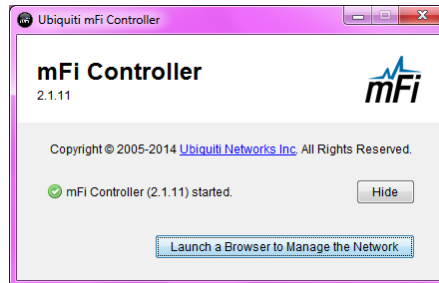 Ubiquiti mFi Controller
mFi Controller
2.1.11
mFi
Copyright © 2005-2014 Ubiquiti Networks Inc. All Rights Reserved.
mFi Controller (2.1.11) started.
Hide
Launch a Browser to Manage the Network